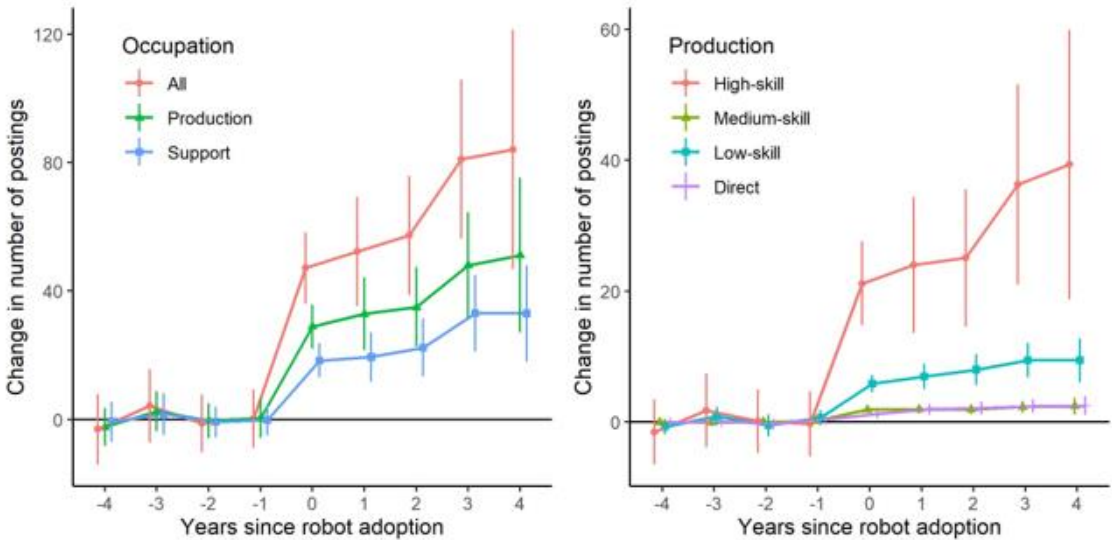 Change in number of postings
120
80
40
0
Occupation
All
Production
Support
-4 -3 -2 -1 0 1 2 3 4
Years since robot adoption
Change in number of postings
60
40
20
0
Production
High-skill
Medium-skill
Low-skill
Direct
-4 -3 -2 -1 0 1 2 3 4
Years since robot adoption